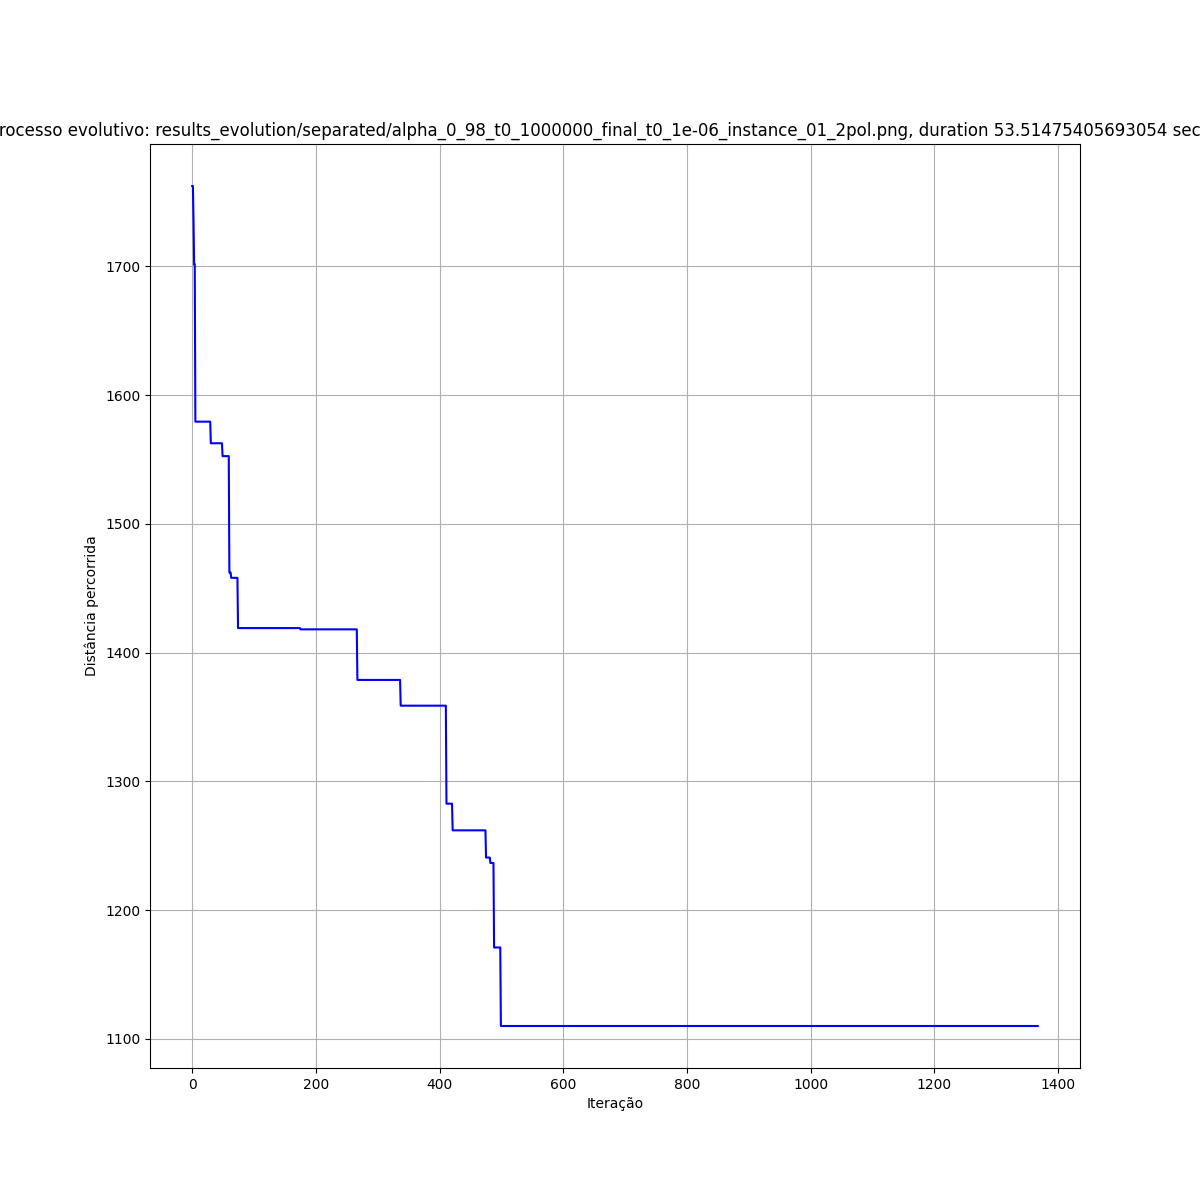 rocesso evolutivo: results_evolution/separated/alpha_0_98_t0_1000000_final_t0_1e-06_instance_01_2pol.png, duration 53.51475405693054 sec
1700
1600
1500
1400
1300
1200
1100
Distância percorrida
0 200 400 600 800 1000 1200 1400
Iteração